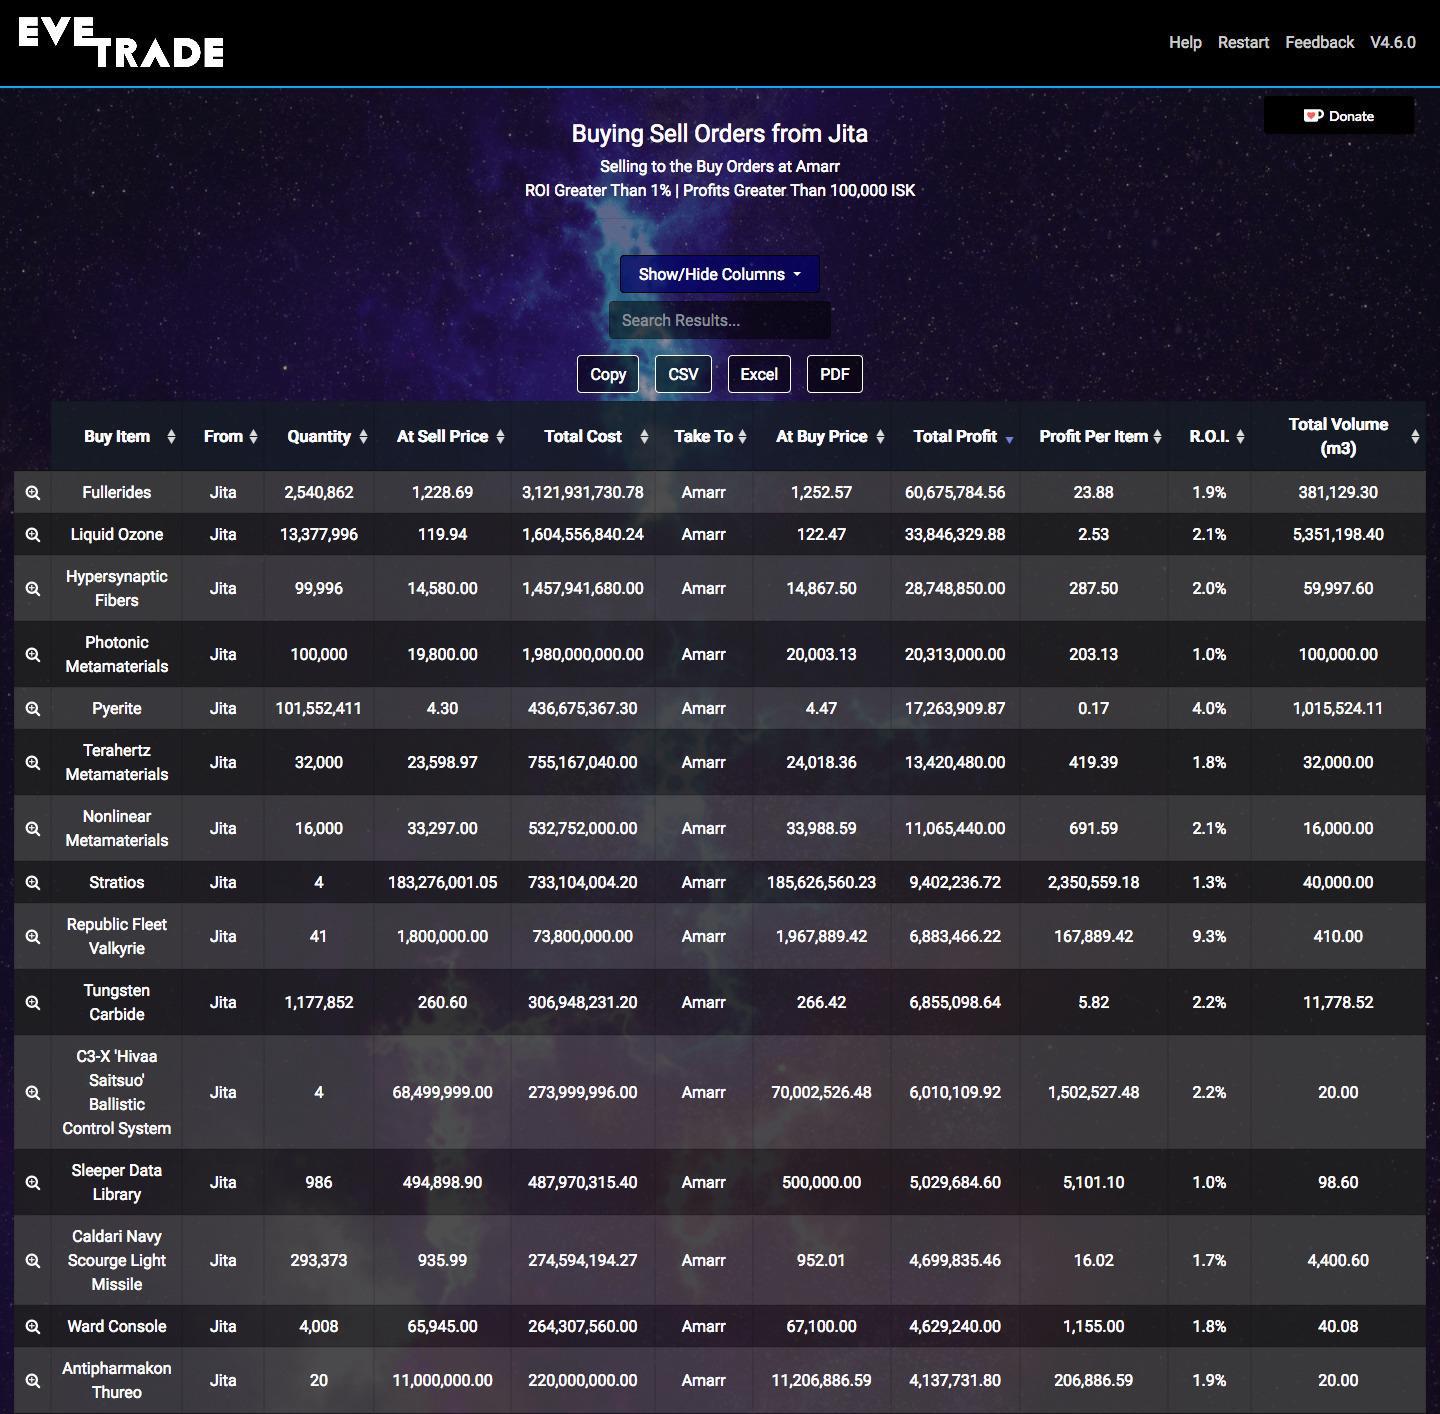 EVE TRADE
Help Restart Feedback V4.6.0
Donate
Buying Sell Orders from Jita
Selling to the Buy Orders at Amarr
ROI Greater Than 1% | Profits Greater Than 100,000 ISK
Show/Hide Columns
Search Results...
Copy CSV Excel PDF
Buy Item From Quantity At Sell Price Total Cost Take To At Buy Price Total Profit Profit Per Item R.O.I. Total Volume (m3)
Fullerides Jita 2,540,862 1,228.69 3,121,931,730.78 Amarr 1,252.57 60,675,784.56 23.88 1.9% 381,129.30
Liquid Ozone Jita 13,377,996 119.94 1,604,556,840.24 Amarr 122.47 33,846,329.88 2.53 2.1% 5,351,198.40
Hypersynaptic Fibers Jita 99,996 14,580.00 1,457,941,680.00 Amarr 14,867.50 28,748,850.00 287.50 2.0% 59,997.60
Photonic Metamaterials Jita 100,000 19,800.00 1,980,000,000.00 Amarr 20,003.13 20,313,000.00 203.13 1.0% 100,000.00
Pyerite Jita 101,552,411 4.30 436,675,367.30 Amarr 4.47 17,263,909.87 0.17 4.0% 1,015,524.11
Terahertz Metamaterials Jita 32,000 23,598.97 755,167,040.00 Amarr 24,018.36 13,420,480.00 419.39 1.8% 32,000.00
Nonlinear Metamaterials Jita 16,000 33,297.00 532,752,000.00 Amarr 33,988.59 11,065,440.00 691.59 2.1% 16,000.00
Stratios Jita 4 183,276,001.05 733,104,004.20 Amarr 185,626,560.23 9,402,236.72 2,350,559.18 1.3% 40,000.00
Republic Fleet Valkyrie Jita 41 1,800,000.00 73,800,000.00 Amarr 1,967,889.42 6,883,466.22 167,889.42 9.3% 410.00
Tungsten Carbide Jita 1,177,852 260.60 306,948,231.20 Amarr 266.42 6,855,098.64 5.82 2.2% 11,778.52
C3-X 'Hivaa Saitsuo' Ballistic Control System Jita 4 68,499,999.00 273,999,996.00 Amarr 70,002,526.48 6,010,109.92 1,502,527.48 2.2% 20.00
Sleeper Data Library Jita 986 494,898.90 487,970,315.40 Amarr 500,000.00 5,029,684.60 5,101.10 1.0% 98.60
Caldari Navy Scourge Light Missile Jita 293,373 935.99 274,594,194.27 Amarr 952.01 4,699,835.46 16.02 1.7% 4,400.60
Ward Console Jita 4,008 65,945.00 264,307,560.00 Amarr 67,100.00 4,629,240.00 1,155.00 1.8% 40.08
Antipharmakon Thureo Jita 20 11,000,000.00 220,000,000.00 Amarr 11,206,886.59 4,137,731.80 206,886.59 1.9% 20.00